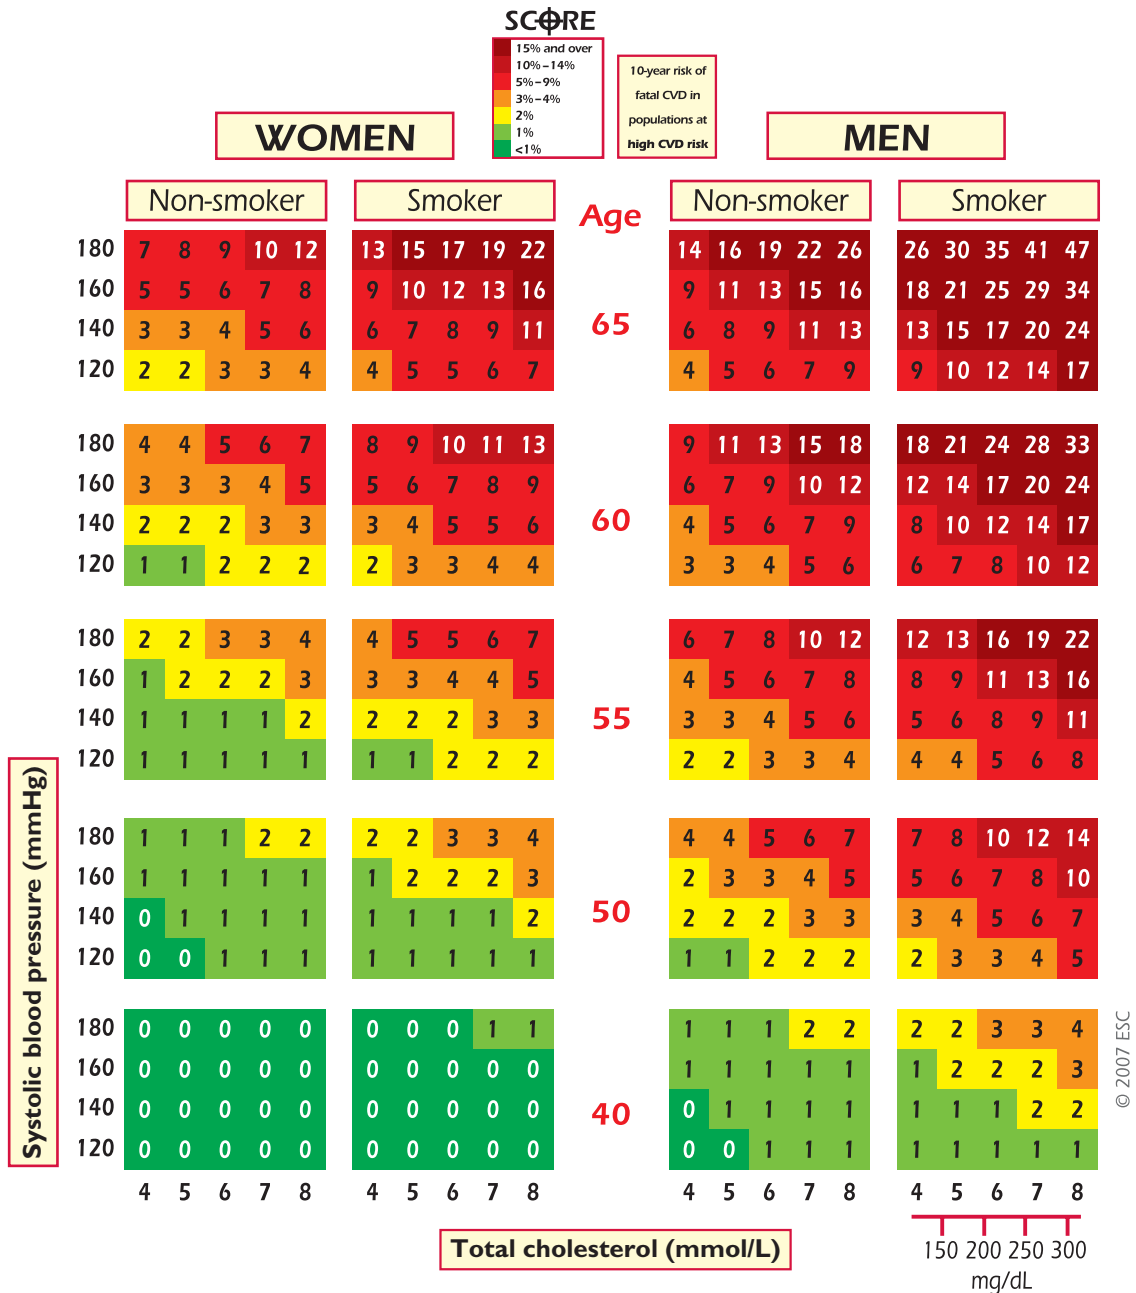 SCORE
15% and over
10%–14%
5%–9%
3%–4%
2%
1%
<1%
10-year risk of
fatal CVD in
populations at
high CVD risk
WOMEN
MEN
Non-smoker Smoker Age Non-smoker Smoker
180 7 8 9 10 12 13 15 17 19 22 14 16 19 22 26 26 30 35 41 47
160 5 5 6 7 8 9 10 12 13 16 9 11 13 15 16 18 21 25 29 34
65
140 3 3 4 5 6 6 7 8 9 11 6 8 9 11 13 13 15 17 20 24
120 2 2 3 3 4 4 5 5 6 7 4 5 6 7 9 9 10 12 14 17
180 4 4 5 6 7 8 9 10 11 13 9 11 13 15 18 18 21 24 28 33
160 3 3 3 4 5 5 6 7 8 9 6 7 9 10 12 12 14 17 20 24
60
140 2 2 2 3 3 3 4 5 5 6 4 5 6 7 9 8 10 12 14 17
120 1 1 2 2 2 2 3 3 4 4 3 3 4 5 6 6 7 8 10 12
180 2 2 3 3 4 4 5 5 6 7 6 7 8 10 12 12 13 16 19 22
160 1 2 2 2 3 3 3 4 4 5 4 5 6 7 8 8 9 11 13 16
55
140 1 1 1 1 2 2 2 2 3 3 3 3 4 5 6 5 6 8 9 11
120 1 1 1 1 1 1 1 2 2 2 2 2 3 3 4 4 4 5 6 8
180 1 1 1 2 2 2 2 3 3 4 4 4 5 6 7 7 8 10 12 14
160 1 1 1 1 1 1 2 2 2 3 2 3 3 4 5 5 6 7 8 10
50
140 0 1 1 1 1 1 1 1 1 2 2 2 2 3 3 3 4 5 6 7
120 0 0 1 1 1 1 1 1 1 1 1 1 2 2 2 2 3 3 4 5
180 0 0 0 0 0 0 0 0 1 1 1 1 1 2 2 2 2 3 3 4
160 0 0 0 0 0 0 0 0 0 0 1 1 1 1 1 1 2 2 2 3
40
140 0 0 0 0 0 0 0 0 0 0 0 1 1 1 1 1 1 1 2 2
120 0 0 0 0 0 0 0 0 0 0 0 0 1 1 1 1 1 1 1 1
4 5 6 7 8 4 5 6 7 8 4 5 6 7 8 4 5 6 7 8
150 200 250 300
mg/dL
Total cholesterol (mmol/L)
Systolic blood pressure (mmHg)
© 2007 ESC